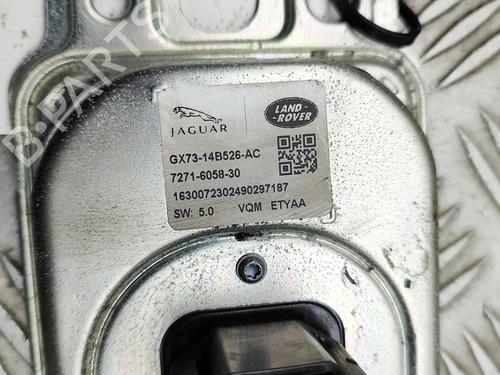 B-PARTS
JAGUAR
LAND-
ROVER
GX73-14B526-AC
7271-6058-30
1630072302490297187
SW: 5.0 VQM ETYAA